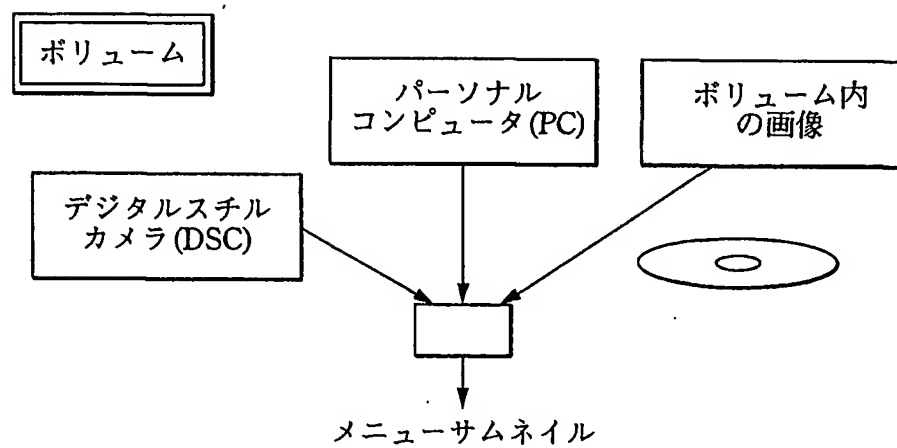 ボリューム
パーソナル
コンピュータ(PC)
ボリューム内
の画像
デジタルスチル
カメラ(DSC)
メニューサムネイル